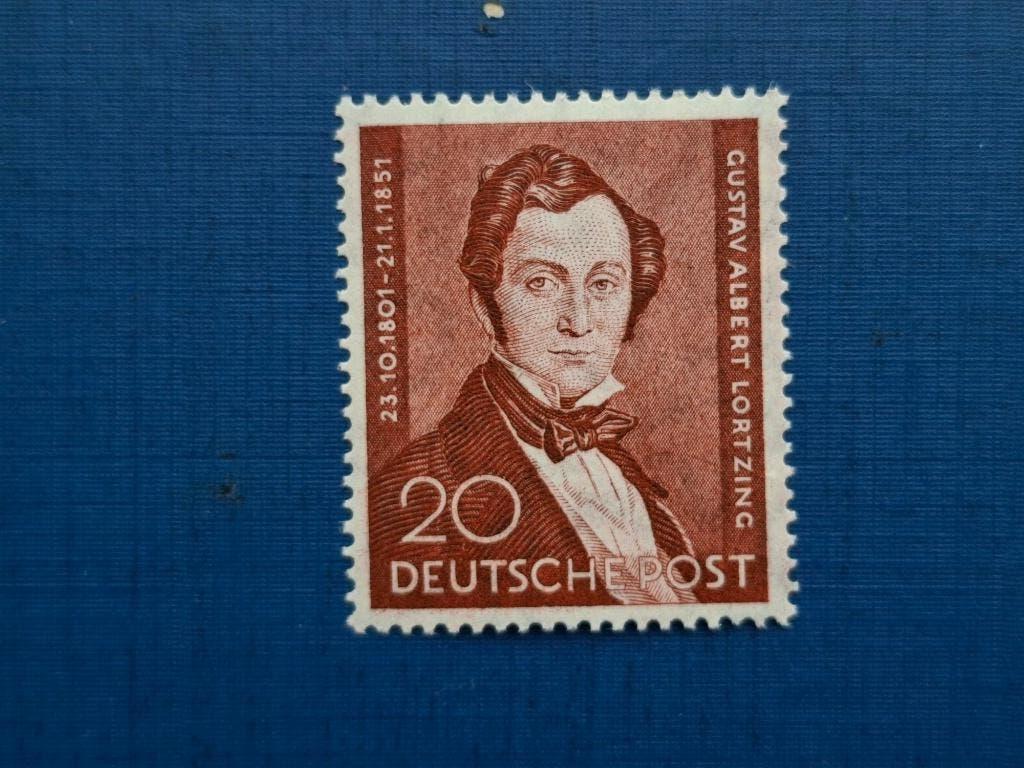 23.10.1801–21.1.1851
GUSTAV ALBERT LORTZING
20
DEUTSCHE POST